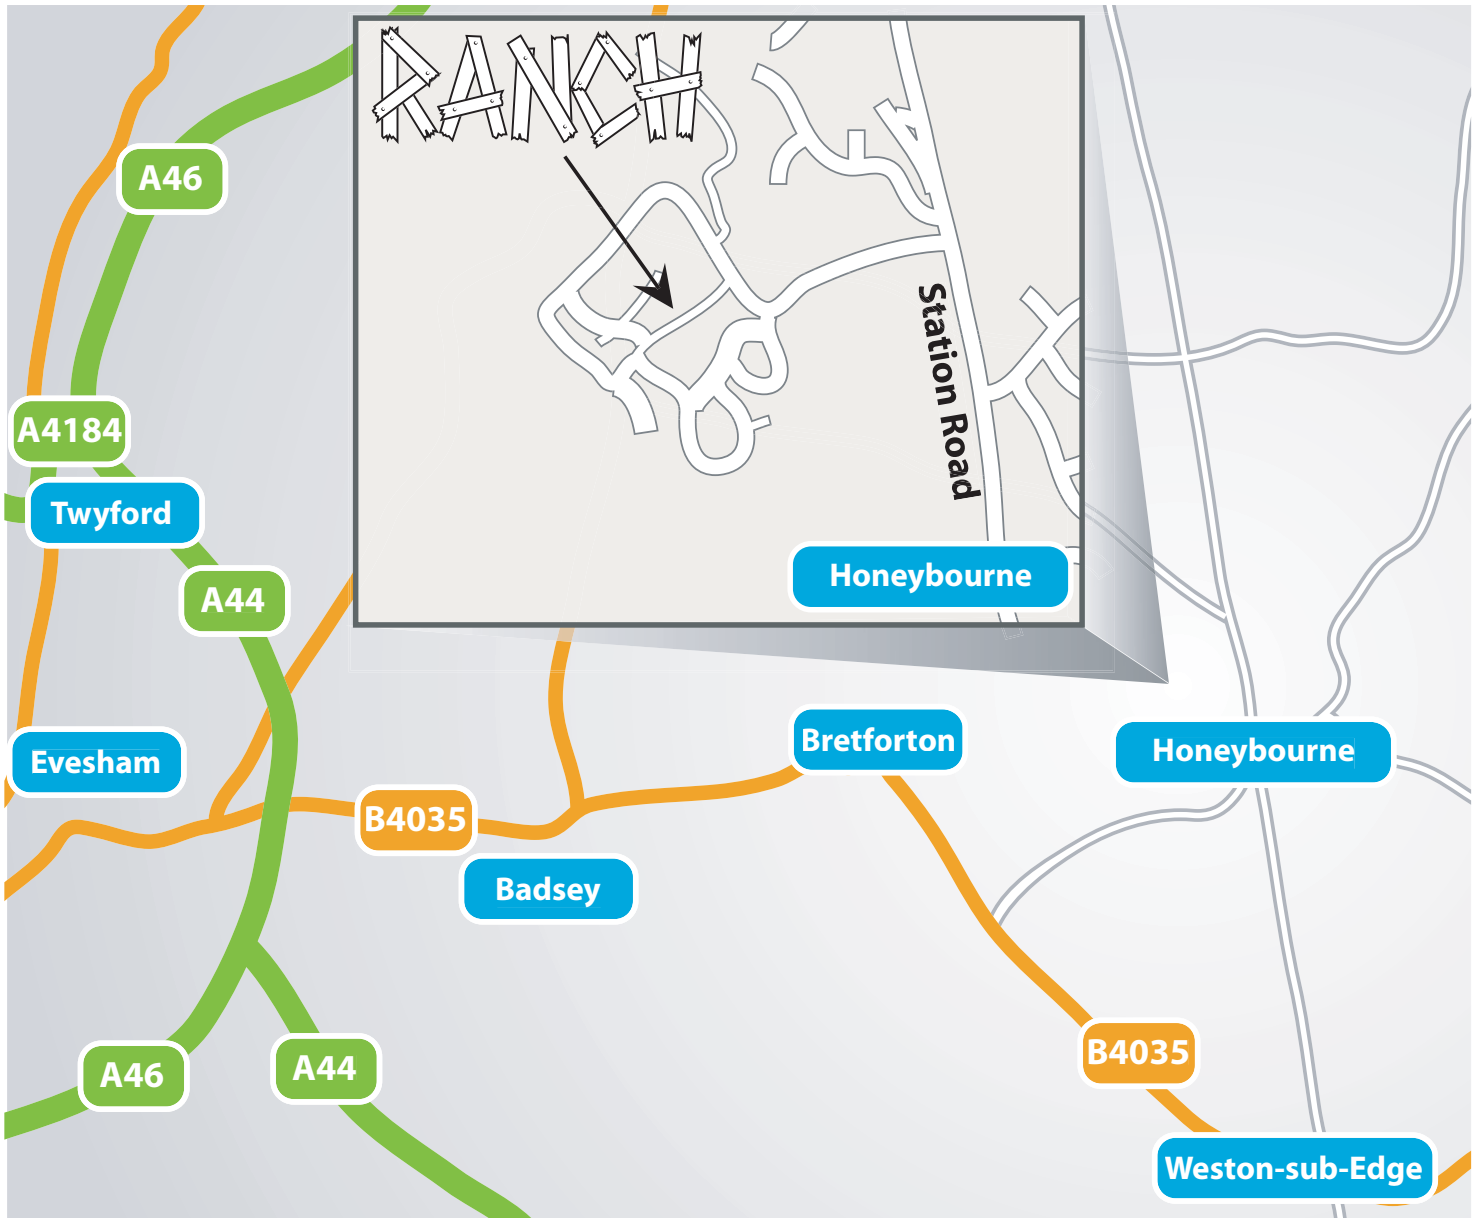 RANCH
A46
Station Road
A4184
Twyford
A44
Honeybourne
Evesham
Bretforton
Honeybourne
B4035
Badsey
A46
A44
B4035
Weston-sub-Edge